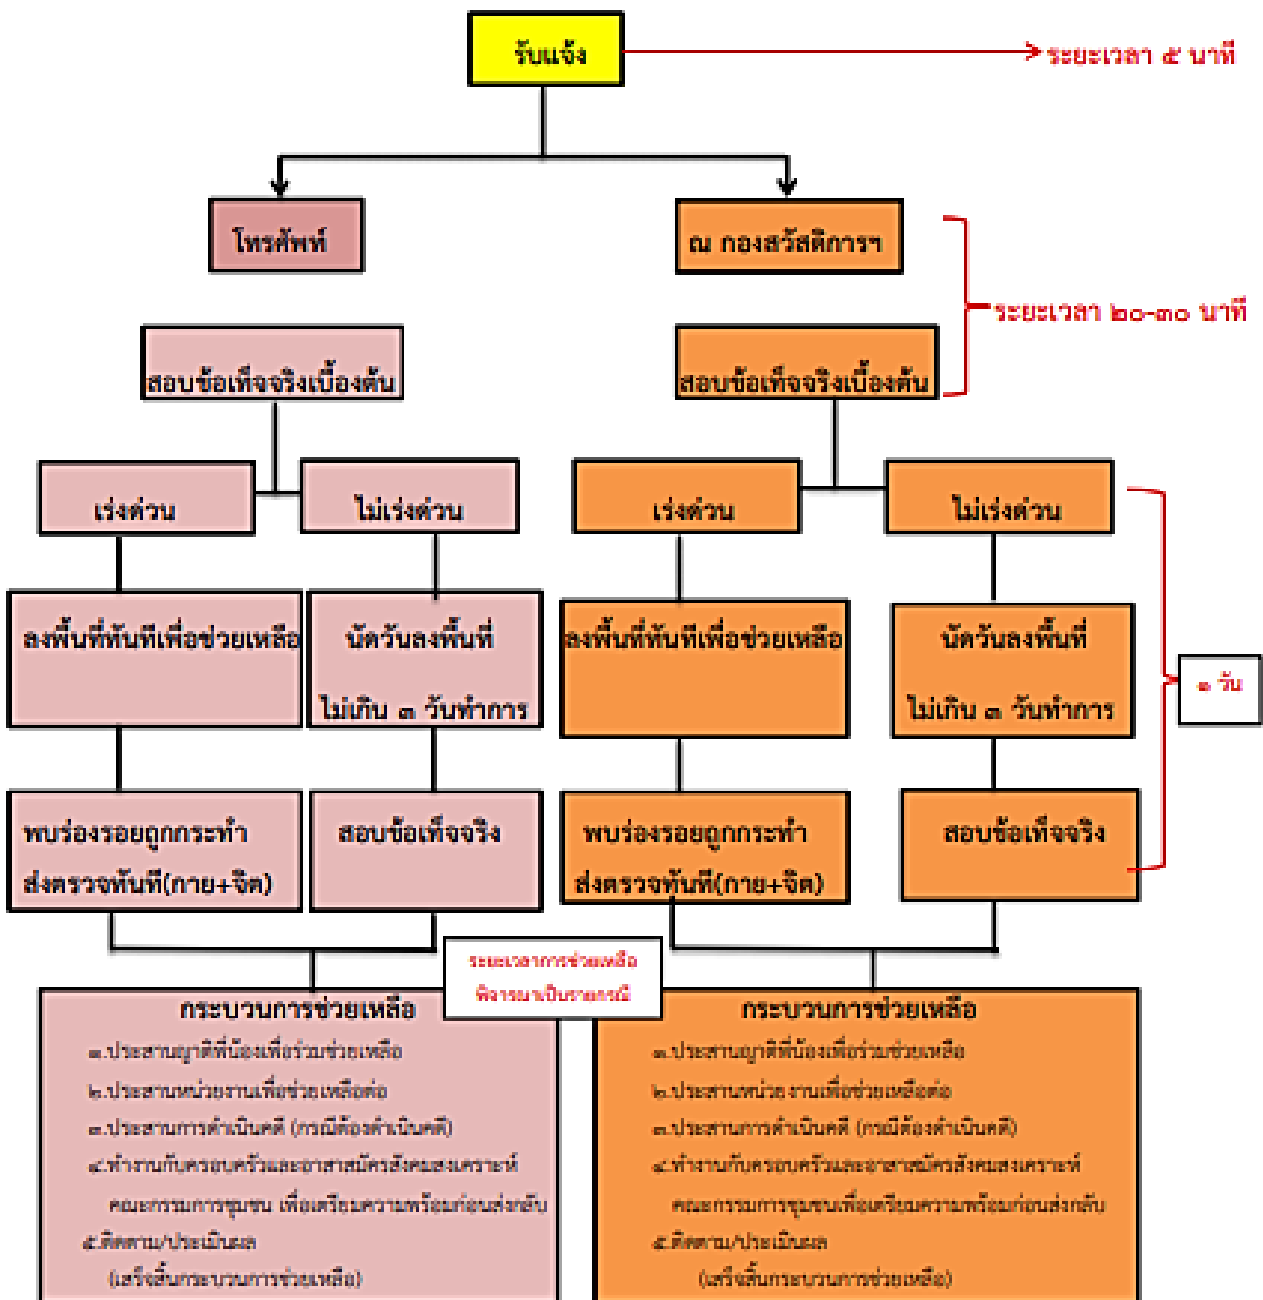 รับแจ้ง
ระยะเวลา ๕ นาที
โทรศัพท์
ณ กองสวัสดิการฯ
ระยะเวลา ๒๐-๓๐ นาที
สอบข้อเท็จจริงเบื้องต้น
สอบข้อเท็จจริงเบื้องต้น
เร่งด่วน
ไม่เร่งด่วน
เร่งด่วน
ไม่เร่งด่วน
ลงพื้นที่ทันทีเพื่อช่วยเหลือ
นัดวันลงพื้นที่
ไม่เกิน ๓ วันทำการ
ลงพื้นที่ทันทีเพื่อช่วยเหลือ
นัดวันลงพื้นที่
ไม่เกิน ๓ วันทำการ
๑ วัน
พบร่องรอยถูกกระทำ
ส่งตรวจทันที(กาย+จิต)
สอบข้อเท็จจริง
พบร่องรอยถูกกระทำ
ส่งตรวจทันที(กาย+จิต)
สอบข้อเท็จจริง
ระยะเวลาการช่วยเหลือ
พิจารณาเป็นรายกรณี
กระบวนการช่วยเหลือ
๑.ประสานญาติพี่น้องเพื่อร่วมช่วยเหลือ
๒.ประสานหน่วยงานเพื่อช่วยเหลือต่อ
๓.ประสานการดำเนินคดี (กรณีต้องดำเนินคดี)
๔.ทำงานกับครอบครัวและอาสาสมัครสังคมสงเคราะห์
คณะกรรมการชุมชน เพื่อเตรียมความพร้อมก่อนส่งกลับ
๕.ติดตาม/ประเมินผล
(เสร็จสิ้นกระบวนการช่วยเหลือ)
กระบวนการช่วยเหลือ
๑.ประสานญาติพี่น้องเพื่อร่วมช่วยเหลือ
๒.ประสานหน่วยงานเพื่อช่วยเหลือต่อ
๓.ประสานการดำเนินคดี (กรณีต้องดำเนินคดี)
๔.ทำงานกับครอบครัวและอาสาสมัครสังคมสงเคราะห์
คณะกรรมการชุมชนเพื่อเตรียมความพร้อมก่อนส่งกลับ
๕.ติดตาม/ประเมินผล
(เสร็จสิ้นกระบวนการช่วยเหลือ)